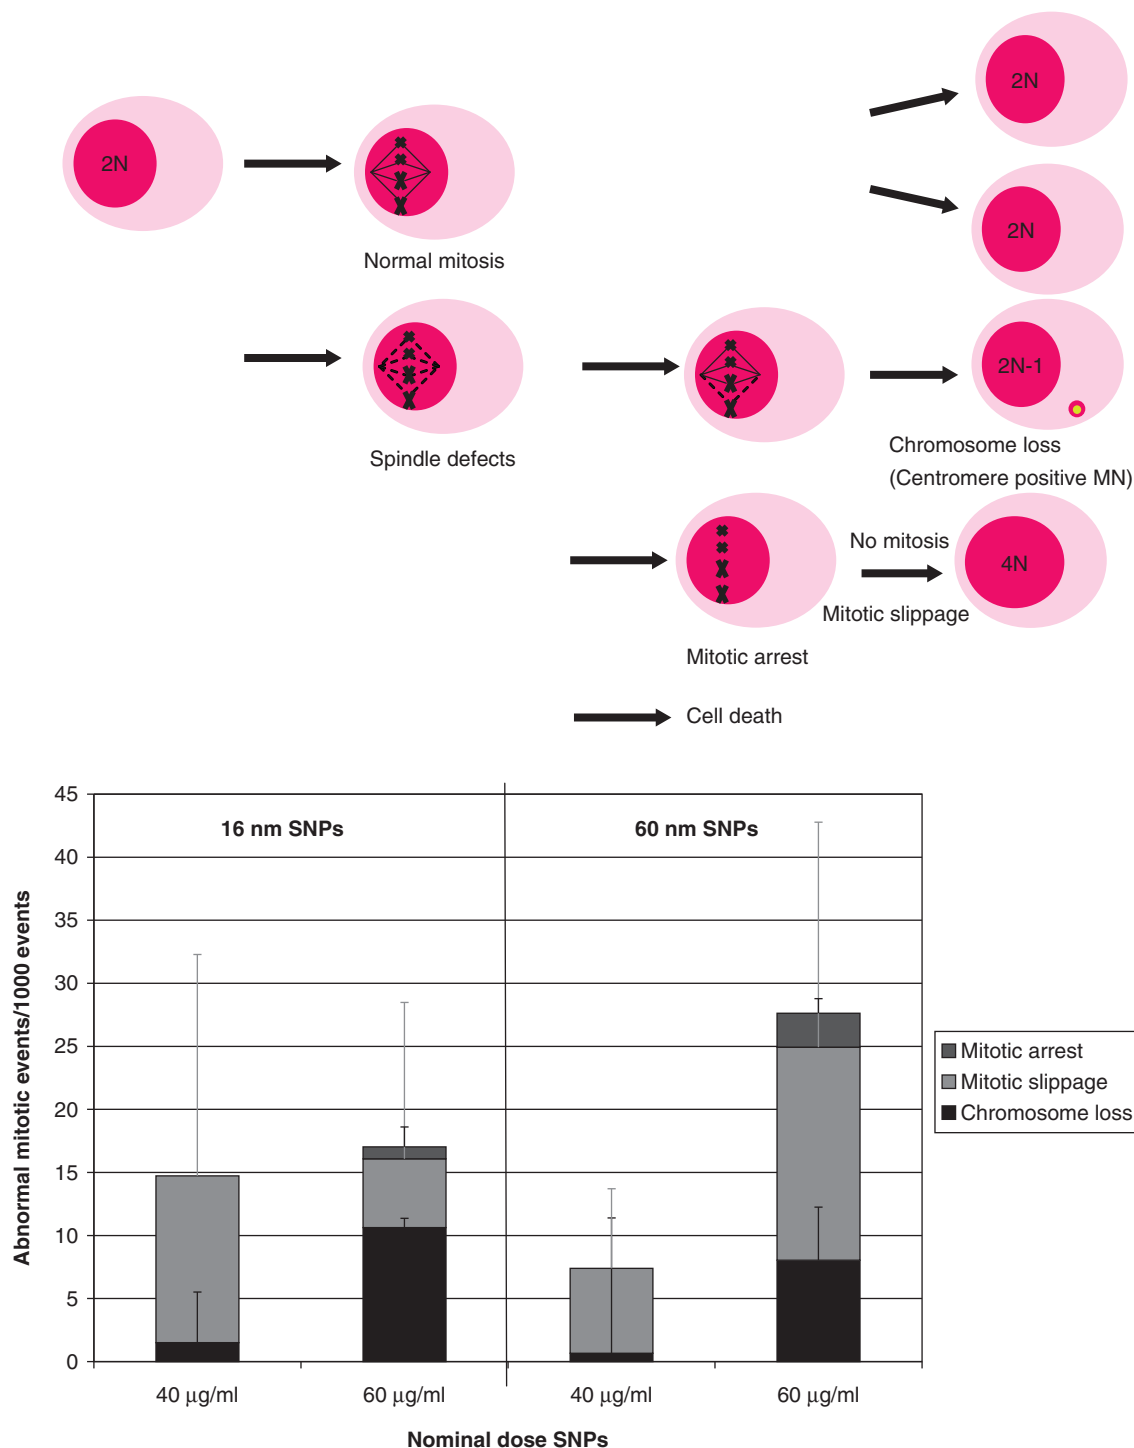 2N
2N
Normal mitosis
2N
Spindle defects
2N-1
Chromosome loss
(Centromere positive MN)
Mitotic arrest
No mitosis
Mitotic slippage
4N
Cell death
45
40
35
30
25
20
15
10
5
0
Abnormal mitotic events/1000 events
16 nm SNPs
60 nm SNPs
Mitotic arrest
Mitotic slippage
Chromosome loss
40 μg/ml
60 μg/ml
40 μg/ml
60 μg/ml
Nominal dose SNPs